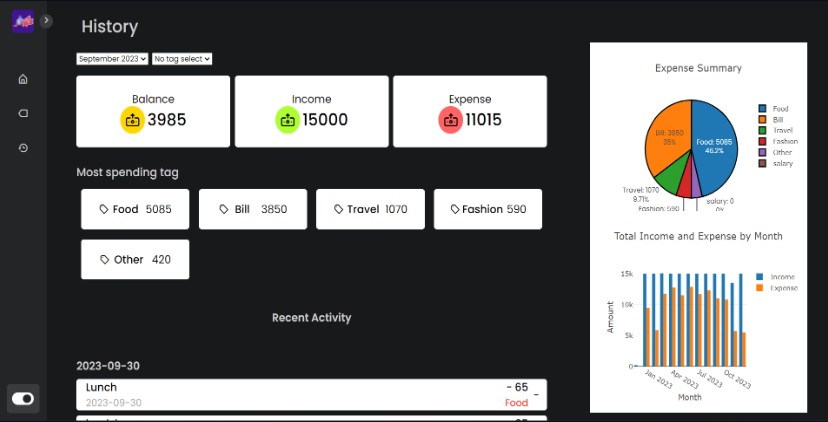 History
September 2023 No tag select
Balance
3985
Income
15000
Expense
11015
Most spending tag
Food 5085
Bill 3850
Travel 1070
Fashion 590
Other 420
Recent Activity
2023-09-30
Lunch - 65
2023-09-30 Food
-
Expense Summary
Bill: 3850
35%
Food: 5085
46.2%
Travel: 1070
9.71%
Fashion: 590
salary: 0
0%
Food
Bill
Travel
Fashion
Other
salary
Total Income and Expense by Month
15k
10k
5k
0
Amount
Jan 2023
Apr 2023
Jul 2023
Oct 2023
Month
Income
Expense